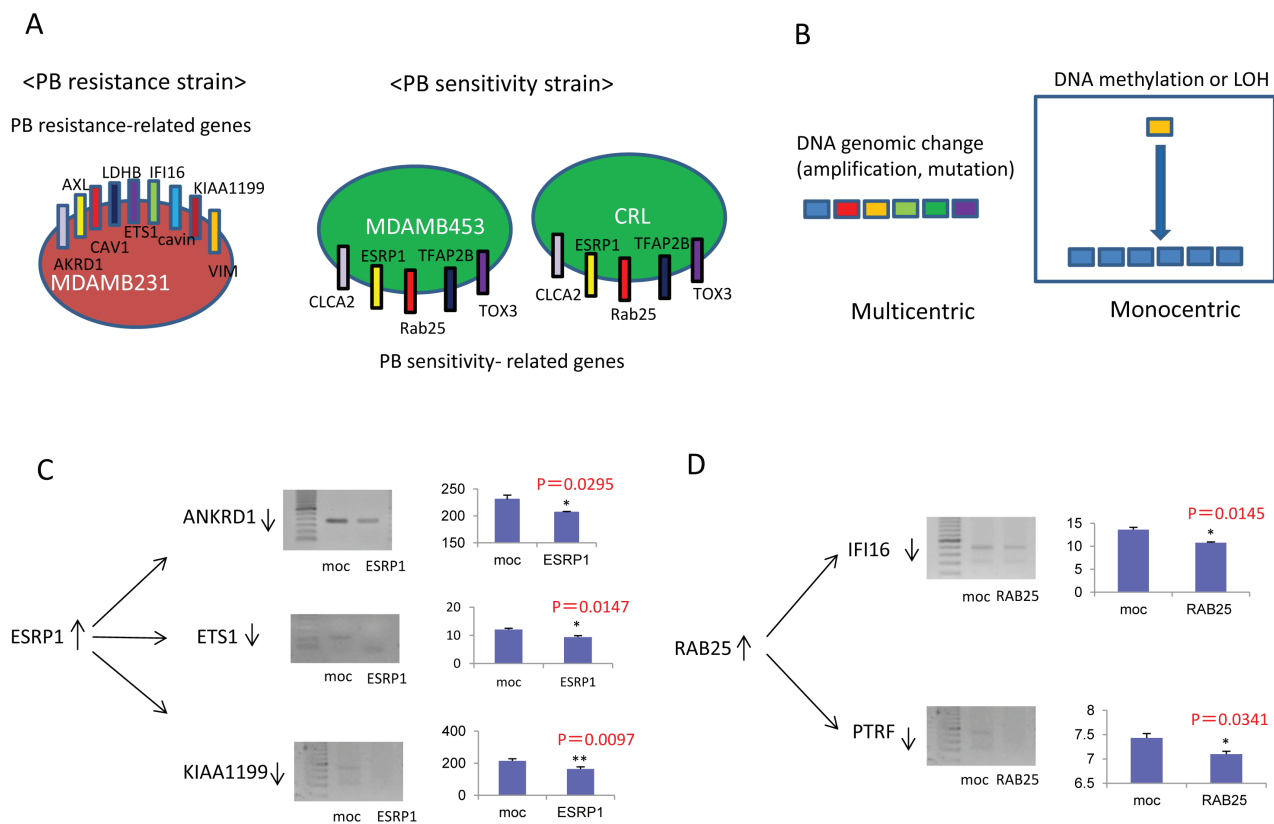 A
<PB resistance strain>
PB resistance-related genes
AXL
LDHB
IFI16
KIAA1199
AKRD1
CAV1
ETS1
cavin
VIM
MDAMB231
<PB sensitivity strain>
MDAMB453
CLCA2
ESRP1
Rab25
TFAP2B
TOX3
CRL
CLCA2
ESRP1
Rab25
TFAP2B
TOX3
PB sensitivity- related genes
B
DNA genomic change
(amplification, mutation)
Multicentric
DNA methylation or LOH
Monocentric
C
ESRP1 ↑
ANKRD1 ↓
moc ESRP1
250
200
150
P=0.0295
*
moc ESRP1
ETS1 ↓
moc ESRP1
20
10
0
P=0.0147
*
moc ESRP1
KIAA1199 ↓
moc ESRP1
400
200
0
P=0.0097
**
moc ESRP1
D
RAB25 ↑
IFI16 ↓
moc RAB25
15
10
5
0
P=0.0145
*
moc RAB25
PTRF ↓
moc RAB25
8
7.5
7
6.5
P=0.0341
*
moc RAB25